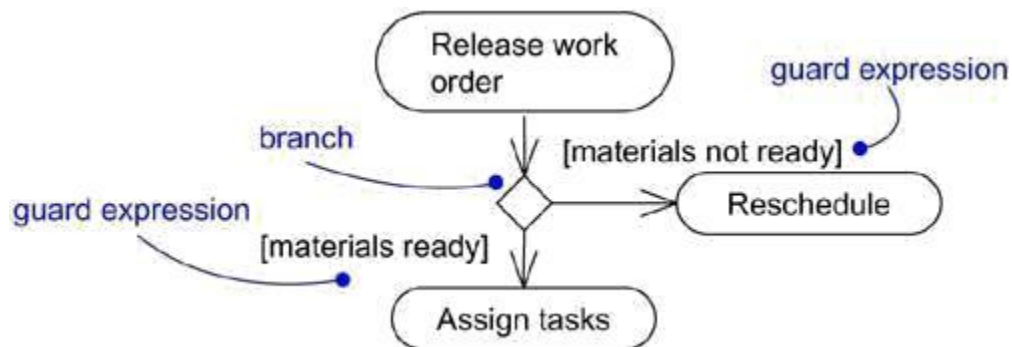 Release work
order
guard expression
branch
[materials not ready]
Reschedule
guard expression
[materials ready]
Assign tasks